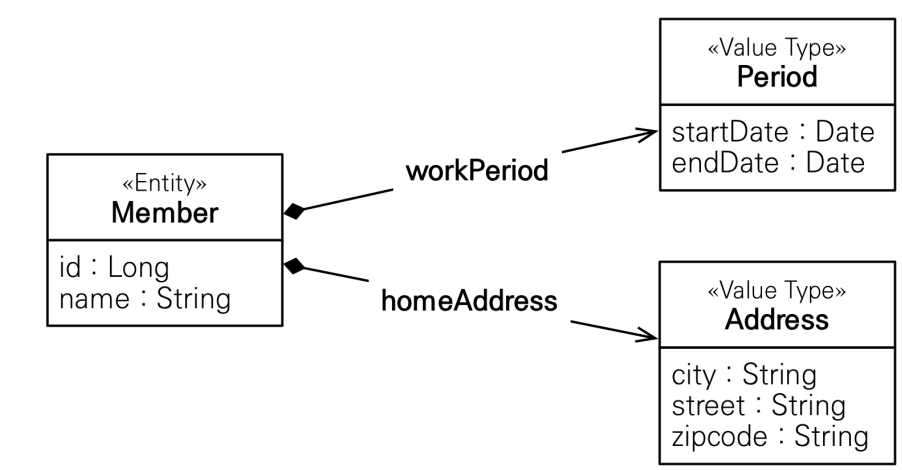 «Entity»
Member
id : Long
name : String
workPeriod
homeAddress
«Value Type»
Period
startDate : Date
endDate : Date
«Value Type»
Address
city : String
street : String
zipcode : String